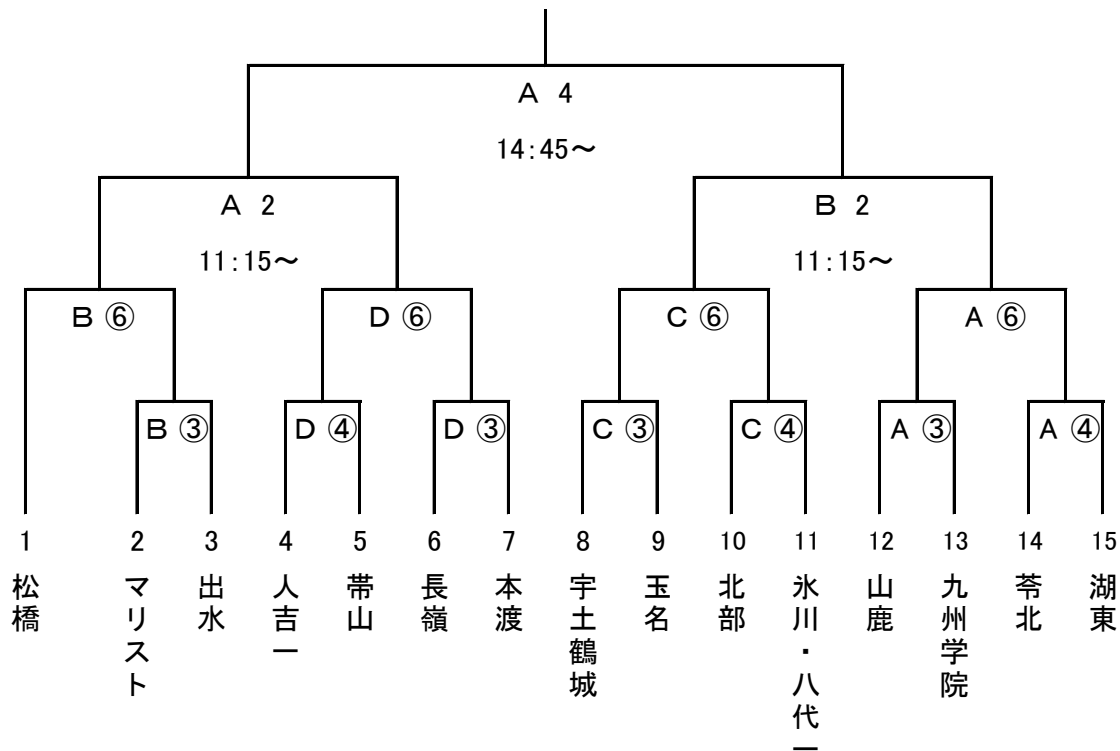 A 4
14:45～
A 2
B 2
11:15～
11:15～
B ⑥
D ⑥
C ⑥
A ⑥
B ③
D ④
D ③
C ③
C ④
A ③
A ④
1
2
3
4
5
6
7
8
9
10
11
12
13
14
15
松橋
マリスト
出水
人吉一
帯山
長嶺
本渡
宇土鶴城
玉名
北部
氷川・八代一
山鹿
九州学院
苓北
湖東